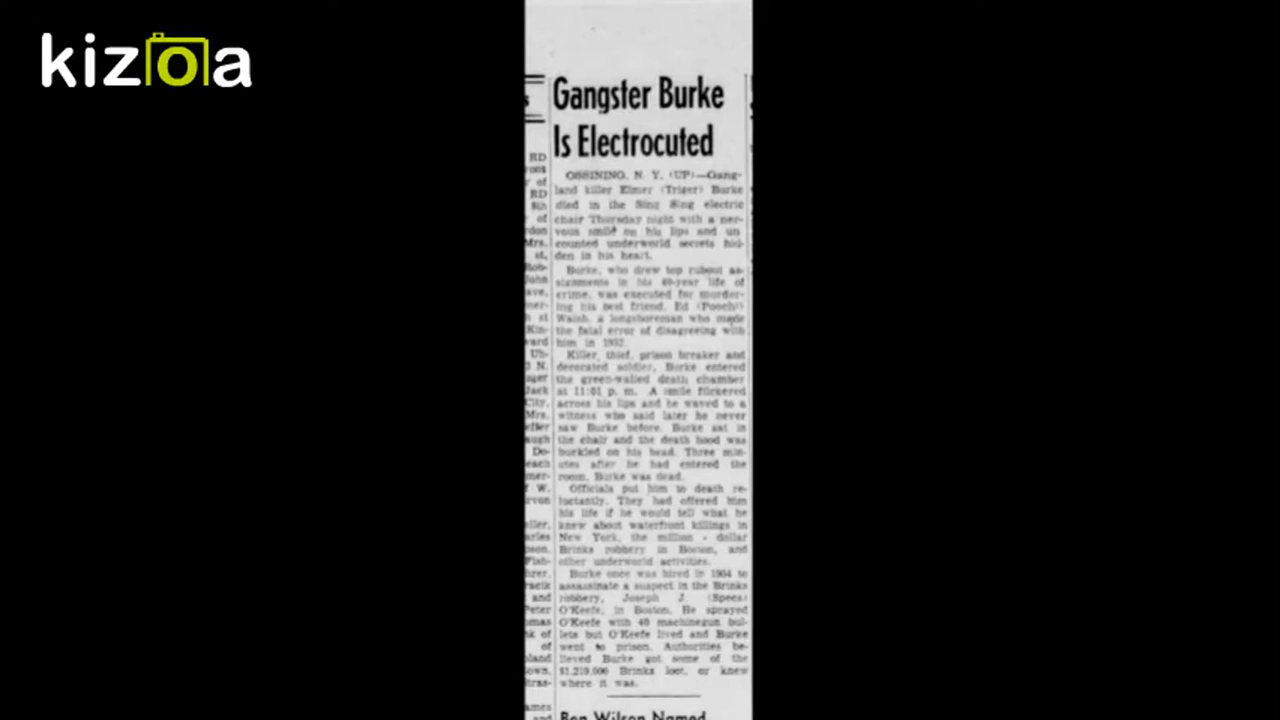 kizoa
Gangster Burke
Is Electrocuted
OSSINING, N. Y. (UP)—Gang-
land killer Elmer (Triger) Burke
died in the Sing Sing electric
chair Thursday night with a ner-
vous smile on his lips and un
counted underworld secrets hid-
den in his heart.
Burke, who drew top rubout as-
signments in his 40-year life of
crime, was executed for murder-
ing his best friend, Ed (Poochi)
Walsh, a longshoreman who made
the fatal error of disagreeing with
him in 1952.
Killer, thief, prison breaker and
decorated soldier, Burke entered
the green-walled death chamber
at 11:01 p. m. A smile flickered
across his lips and he waved to a
witness who said later he never
saw Burke before. Burke sat in
the chair and the death hood was
buckled on his head. Three min-
utes after he had entered the
room, Burke was dead.
Officials put him to death re-
luctantly. They had offered him
his life if he would tell what he
knew about waterfront killings in
New York, the million - dollar
Brinks robbery in Boston, and
other underworld activities.
Burke once was hired in 1954 to
assassinate a suspect in the Brinks
robbery, Joseph J. (Specs)
O'Keefe, in Boston. He sprayed
O'Keefe with 40 machinegun bul-
lets but O'Keefe lived and Burke
went to prison. Authorities be-
lieved Burke got some of the
$1,219,000 Brinks loot, or knew
where it was.
Ben Wilson Named